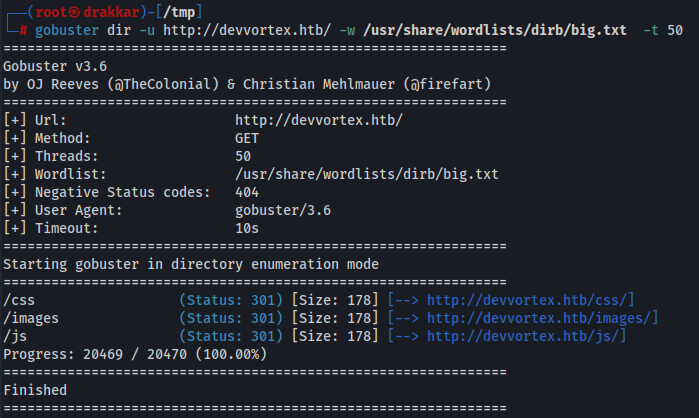 ┌──(root㉿drakkar)-[/tmp]
└─# gobuster dir -u http://devvortex.htb/ -w /usr/share/wordlists/dirb/big.txt  -t 50
===============================================================
Gobuster v3.6
by OJ Reeves (@TheColonial) & Christian Mehlmauer (@firefart)
===============================================================
[+] Url:                     http://devvortex.htb/
[+] Method:                  GET
[+] Threads:                 50
[+] Wordlist:                /usr/share/wordlists/dirb/big.txt
[+] Negative Status codes:   404
[+] User Agent:              gobuster/3.6
[+] Timeout:                 10s
===============================================================
Starting gobuster in directory enumeration mode
===============================================================
/css                  (Status: 301) [Size: 178] [--> http://devvortex.htb/css/]
/images               (Status: 301) [Size: 178] [--> http://devvortex.htb/images/]
/js                   (Status: 301) [Size: 178] [--> http://devvortex.htb/js/]
Progress: 20469 / 20470 (100.00%)
===============================================================
Finished
===============================================================